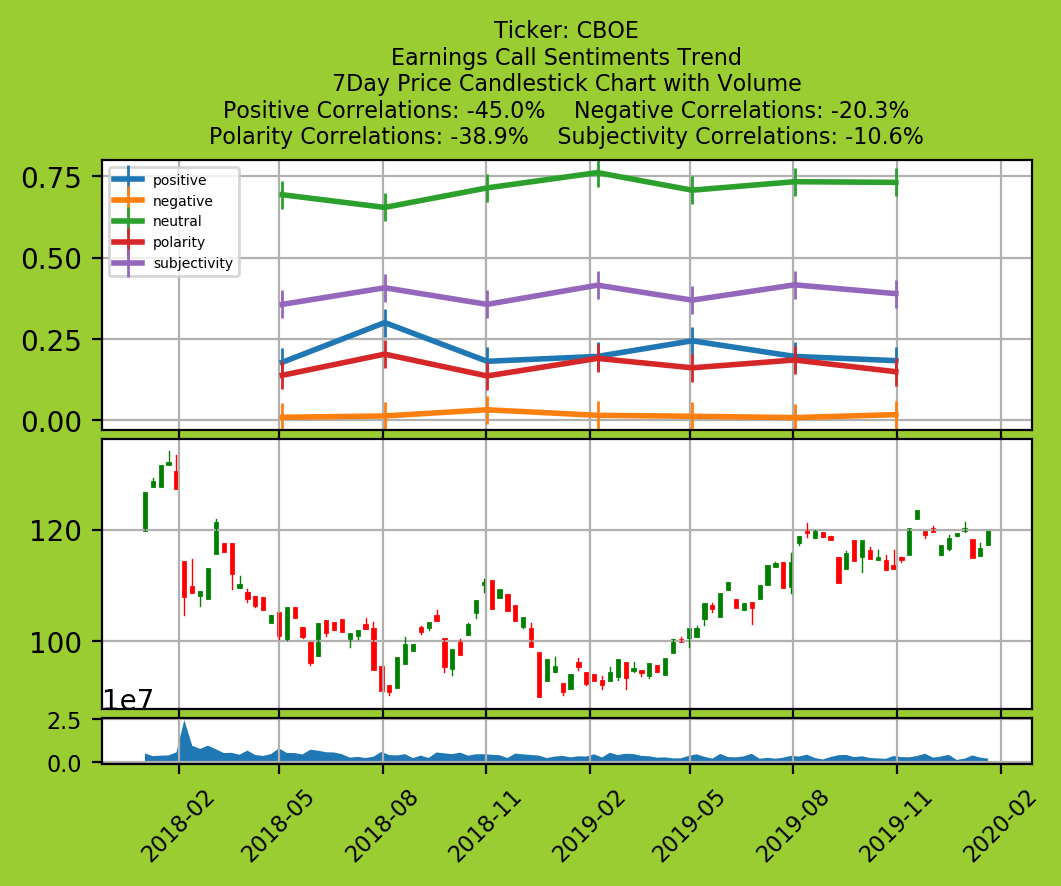 Ticker: CBOE
Earnings Call Sentiments Trend
7Day Price Candlestick Chart with Volume
Positive Correlations: -45.0%    Negative Correlations: -20.3%
Polarity Correlations: -38.9%    Subjectivity Correlations: -10.6%
positive
negative
neutral
polarity
subjectivity
0.75
0.50
0.25
0.00
120
100
1e7
2.5
0.0
2018-02 2018-05 2018-08 2018-11 2019-02 2019-05 2019-08 2019-11 2020-02